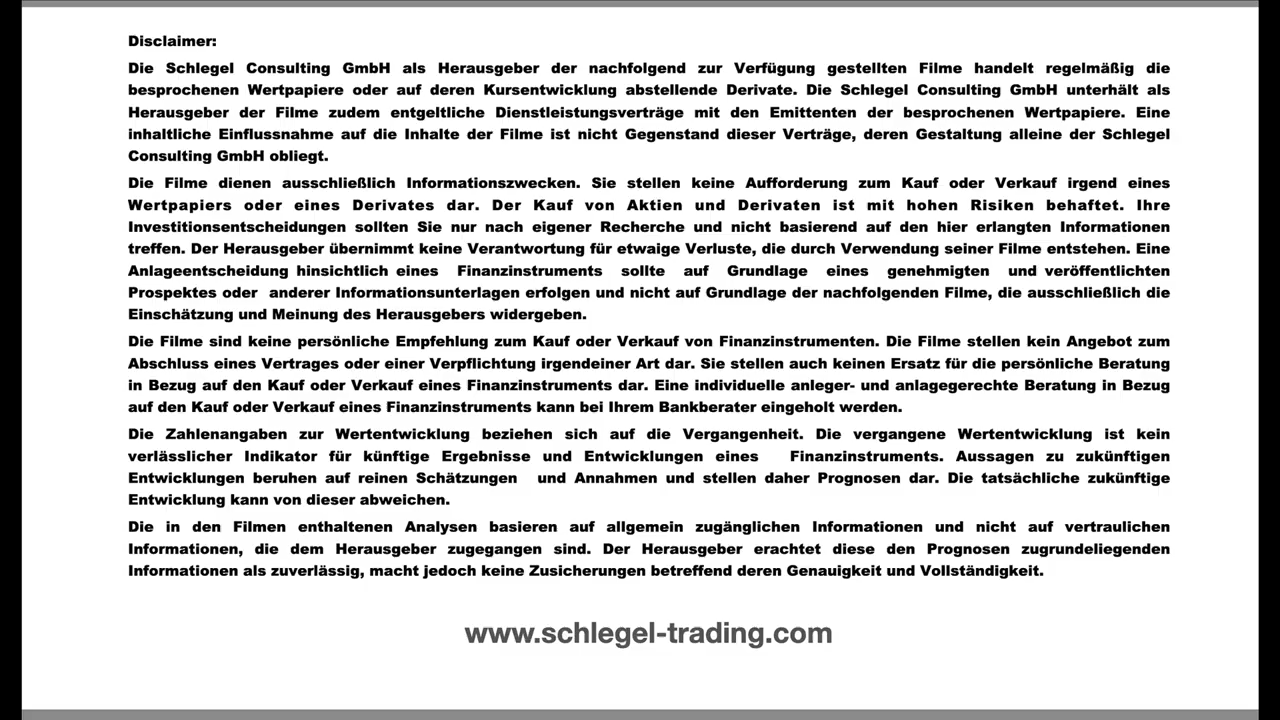 Disclaimer:
Die Schlegel Consulting GmbH als Herausgeber der nachfolgend zur Verfügung gestellten Filme handelt regelmäßig die
besprochenen Wertpapiere oder auf deren Kursentwicklung abstellende Derivate. Die Schlegel Consulting GmbH unterhält als
Herausgeber der Filme zudem entgeltliche Dienstleistungsverträge mit den Emittenten der besprochenen Wertpapiere. Eine
inhaltliche Einflussnahme auf die Inhalte der Filme ist nicht Gegenstand dieser Verträge, deren Gestaltung alleine der Schlegel
Consulting GmbH obliegt.
Die Filme dienen ausschließlich Informationszwecken. Sie stellen keine Aufforderung zum Kauf oder Verkauf irgend eines
Wertpapiers oder eines Derivates dar. Der Kauf von Aktien und Derivaten ist mit hohen Risiken behaftet. Ihre
Investitionsentscheidungen sollten Sie nur nach eigener Recherche und nicht basierend auf den hier erlangten Informationen
treffen. Der Herausgeber übernimmt keine Verantwortung für etwaige Verluste, die durch Verwendung seiner Filme entstehen. Eine
Anlageentscheidung hinsichtlich eines Finanzinstruments sollte auf Grundlage eines genehmigten und veröffentlichten
Prospektes oder anderer Informationsunterlagen erfolgen und nicht auf Grundlage der nachfolgenden Filme, die ausschließlich die
Einschätzung und Meinung des Herausgebers widergeben.
Die Filme sind keine persönliche Empfehlung zum Kauf oder Verkauf von Finanzinstrumenten. Die Filme stellen kein Angebot zum
Abschluss eines Vertrages oder einer Verpflichtung irgendeiner Art dar. Sie stellen auch keinen Ersatz für die persönliche Beratung
in Bezug auf den Kauf oder Verkauf eines Finanzinstruments dar. Eine individuelle anleger- und anlagegerechte Beratung in Bezug
auf den Kauf oder Verkauf eines Finanzinstruments kann bei Ihrem Bankberater eingeholt werden.
Die Zahlenangaben zur Wertentwicklung beziehen sich auf die Vergangenheit. Die vergangene Wertentwicklung ist kein
verlässlicher Indikator für künftige Ergebnisse und Entwicklungen eines Finanzinstruments. Aussagen zu zukünftigen
Entwicklungen beruhen auf reinen Schätzungen und Annahmen und stellen daher Prognosen dar. Die tatsächliche zukünftige
Entwicklung kann von dieser abweichen.
Die in den Filmen enthaltenen Analysen basieren auf allgemein zugänglichen Informationen und nicht auf vertraulichen
Informationen, die dem Herausgeber zugegangen sind. Der Herausgeber erachtet diese den Prognosen zugrundeliegenden
Informationen als zuverlässig, macht jedoch keine Zusicherungen betreffend deren Genauigkeit und Vollständigkeit.
www.schlegel-trading.com